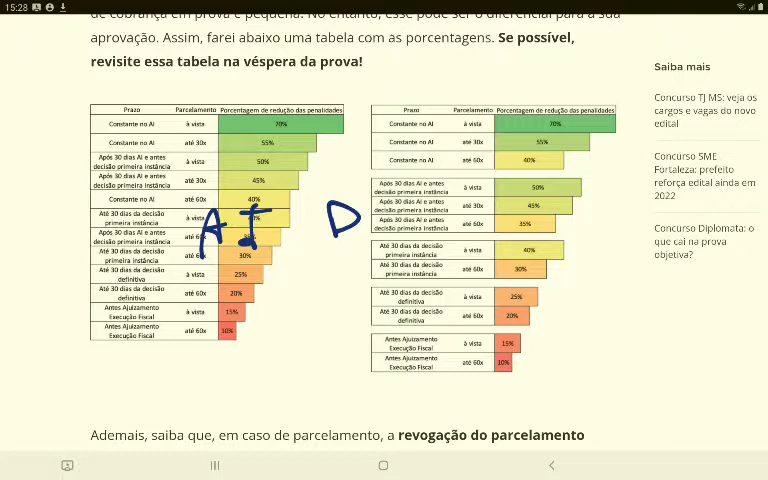 15:28
de cobrança em prova é pequena. No entanto, esse pode ser o diferencial para a sua
aprovação. Assim, farei abaixo uma tabela com as porcentagens. Se possível,
revisite essa tabela na véspera da prova!
Prazo Parcelamento Porcentagem de redução das penalidades
Constante no AI à vista 70%
Constante no AI até 30x 55%
Após 30 dias AI e antes
decisão primeira instância à vista 50%
Após 30 dias AI e antes
decisão primeira instância até 30x 45%
Constante no AI até 60x 40%
Até 30 dias da decisão
primeira instância à vista
Após 30 dias AI e antes
decisão primeira instância até
Até 30 dias da decisão
primeira instância até 30%
Até 30 dias da decisão
definitiva à vista 25%
Até 30 dias da decisão
definitiva até 60x 20%
Antes Ajuizamento
Execução Fiscal à vista 15%
Antes Ajuizamento
Execução Fiscal até 60x 10%
AI D
Prazo Parcelamento Porcentagem de redução das penalidades
Constante no AI à vista 70%
Constante no AI até 30x 55%
Constante no AI até 60x 40%
Após 30 dias AI e antes
decisão primeira instância à vista 50%
Após 30 dias AI e antes
decisão primeira instância até 30x 45%
Após 30 dias AI e antes
decisão primeira instância até 60x 35%
Até 30 dias da decisão
primeira instância à vista 40%
Até 30 dias da decisão
primeira instância até 60x 30%
Até 30 dias da decisão
definitiva à vista 25%
Até 30 dias da decisão
definitiva até 60x 20%
Antes Ajuizamento
Execução Fiscal à vista 15%
Antes Ajuizamento
Execução Fiscal até 60x 10%
Ademais, saiba que, em caso de parcelamento, a revogação do parcelamento
Saiba mais
Concurso TJ MS: veja os
cargos e vagas do novo
edital
Concurso SME
Fortaleza: prefeito
reforça edital ainda em
2022
Concurso Diplomata: o
que cai na prova
objetiva?